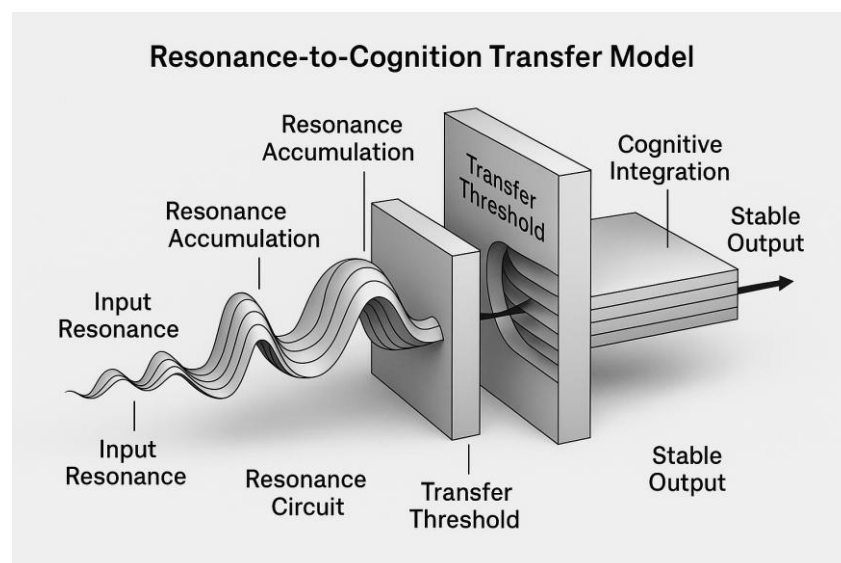 Resonance-to-Cognition Transfer Model
Resonance
Accumulation
Transfer
Threshold
Cognitive
Integration
Resonance
Accumulation
Stable
Output
Input
Resonance
Input
Resonance
Resonance
Circuit
Transfer
Threshold
Stable
Output